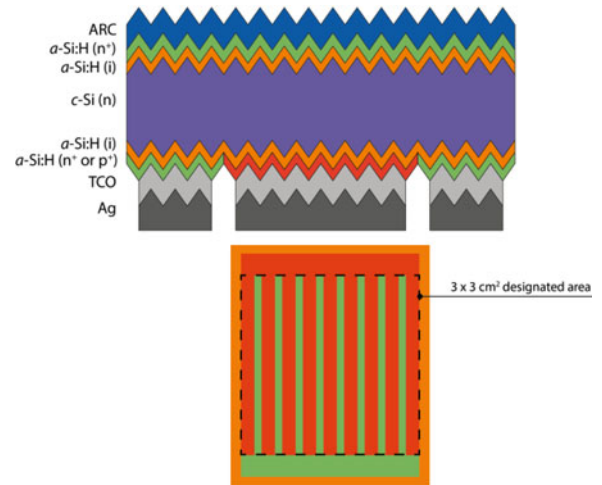 ARC
a-Si:H (n⁺)
a-Si:H (i)
c-Si (n)
a-Si:H (i)
a-Si:H (n⁺ or p⁺)
TCO
Ag
3 x 3 cm² designated area